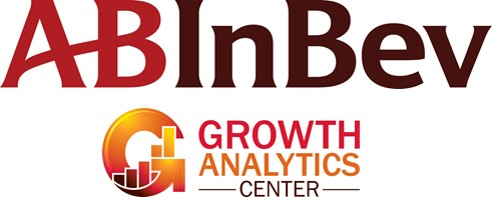 ABInBev
GROWTH
ANALYTICS
CENTER